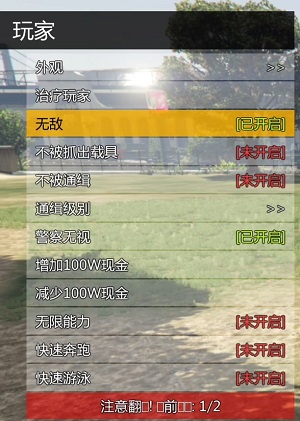 玩家
外观 >>
治疗玩家
无敌 [已开启]
不被抓出载具 [未开启]
不被通缉 [未开启]
通缉级别 >>
警察无视 [已开启]
增加100W现金
减少100W现金
无限能力 [未开启]
快速奔跑 [未开启]
快速游泳 [未开启]
注意翻□! □前□□: 1/2